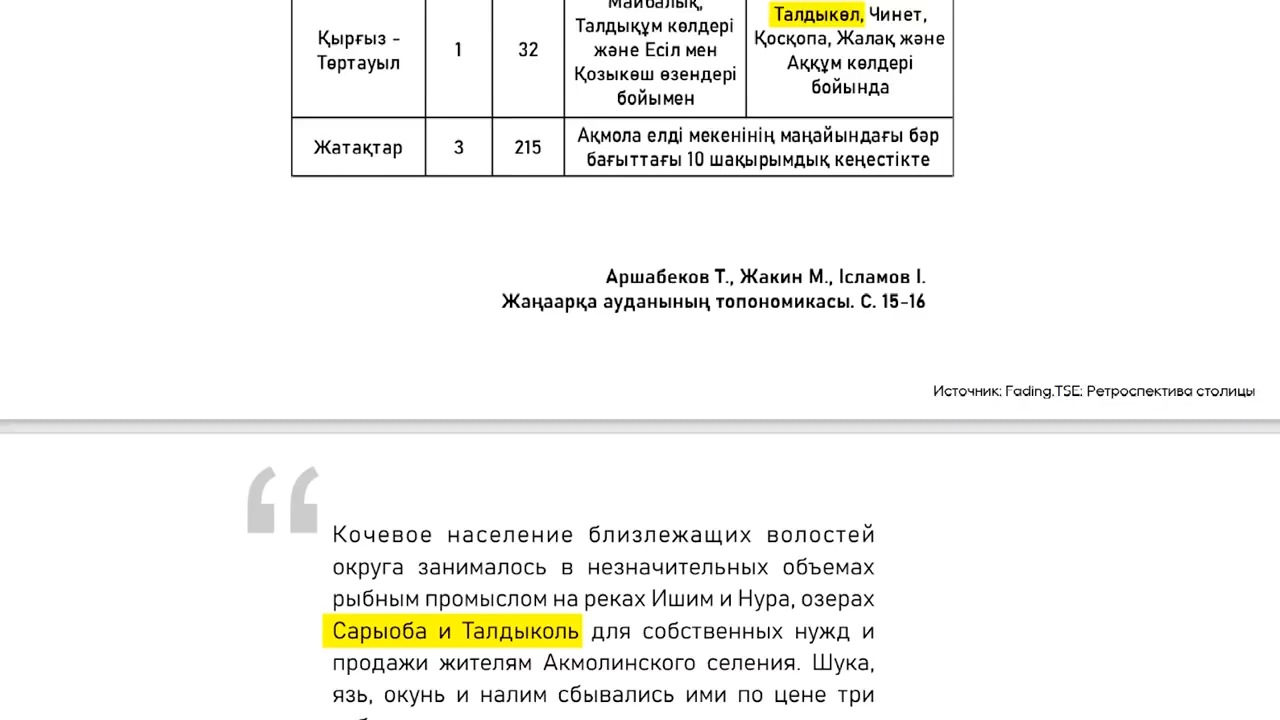 Майбалық,
Талдықұм көлдері
және Есіл мен
Қозыкөш өзендері
бойымен
Талдыкөл, Чинет,
Қосқопа, Жалақ және
Аққұм көлдері
бойында
Қырғыз -
Төртауыл
1
32
Жатақтар
3
215
Ақмола елді мекенінің маңайындағы бәр
бағыттағы 10 шақырымдық кеңестікте
Аршабеков Т., Жакин М., Ісламов І.
Жаңаарқа ауданының топономикасы. С. 15-16
Источник: Fading.TSE: Ретроспектива столицы
“
Кочевое население близлежащих волостей
округа занималось в незначительных объемах
рыбным промыслом на реках Ишим и Нура, озерах
Сарыоба и Талдыколь для собственных нужд и
продажи жителям Акмолинского селения. Шука,
язь, окунь и налим сбывались ими по цене три